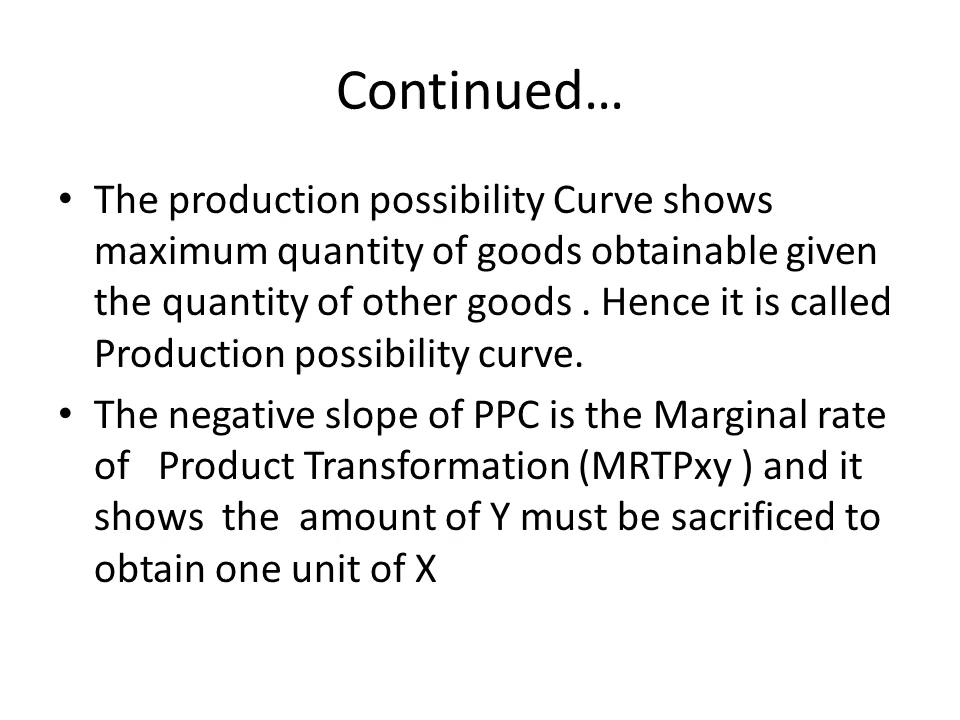 Continued…
• The production possibility Curve shows
maximum quantity of goods obtainable given
the quantity of other goods . Hence it is called
Production possibility curve.
• The negative slope of PPC is the Marginal rate
of   Product Transformation (MRTPxy ) and it
shows  the  amount of Y must be sacrificed to
obtain one unit of X